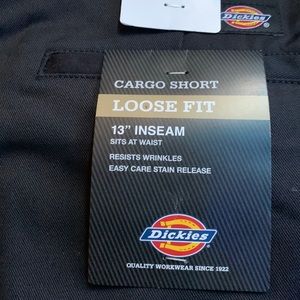 Dickies
CARGO SHORT
LOOSE FIT
13" INSEAM
SITS AT WAIST
RESISTS WRINKLES
EASY CARE STAIN RELEASE
Dickies
QUALITY WORKWEAR SINCE 1922